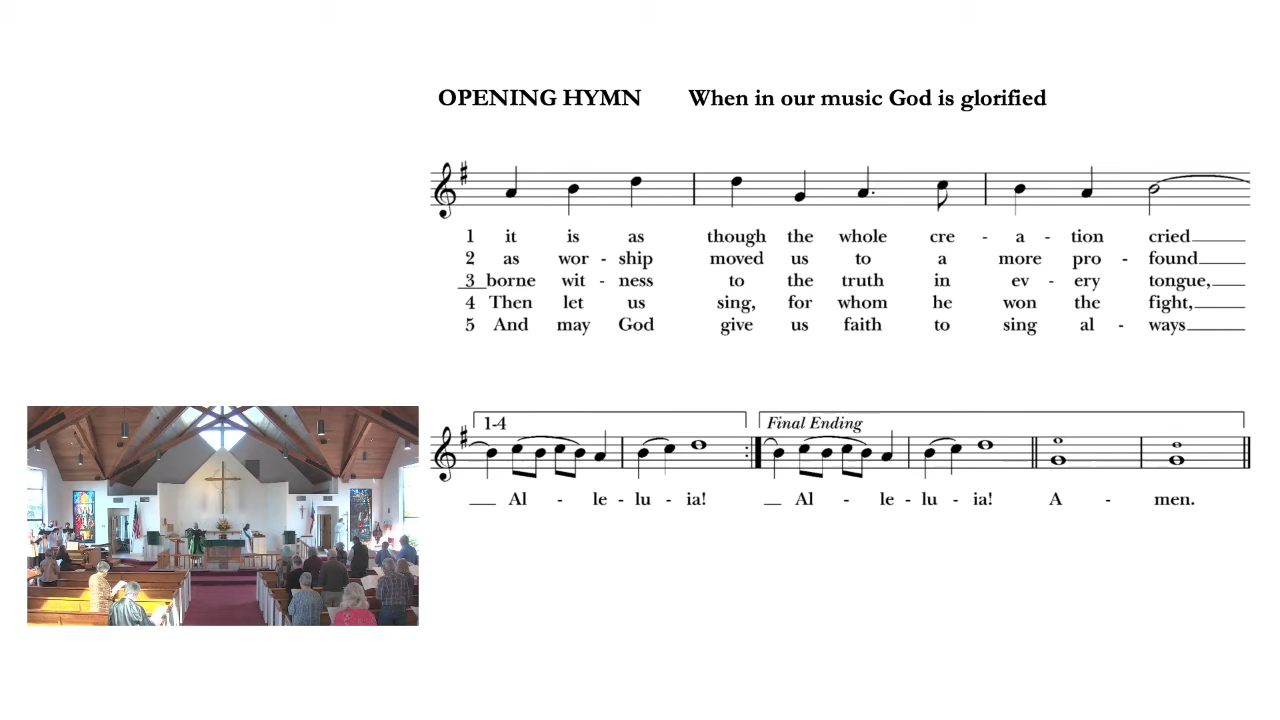 OPENING HYMN When in our music God is glorified
1 it is as though the whole cre - a - tion cried
2 as wor - ship moved us to a more pro - found
3 borne wit - ness to the truth in ev - ery tongue,
4 Then let us sing, for whom he won the fight,
5 And may God give us faith to sing al - ways
1-4 Final Ending
Al - le - lu - ia! Al - le - lu - ia! A - men.